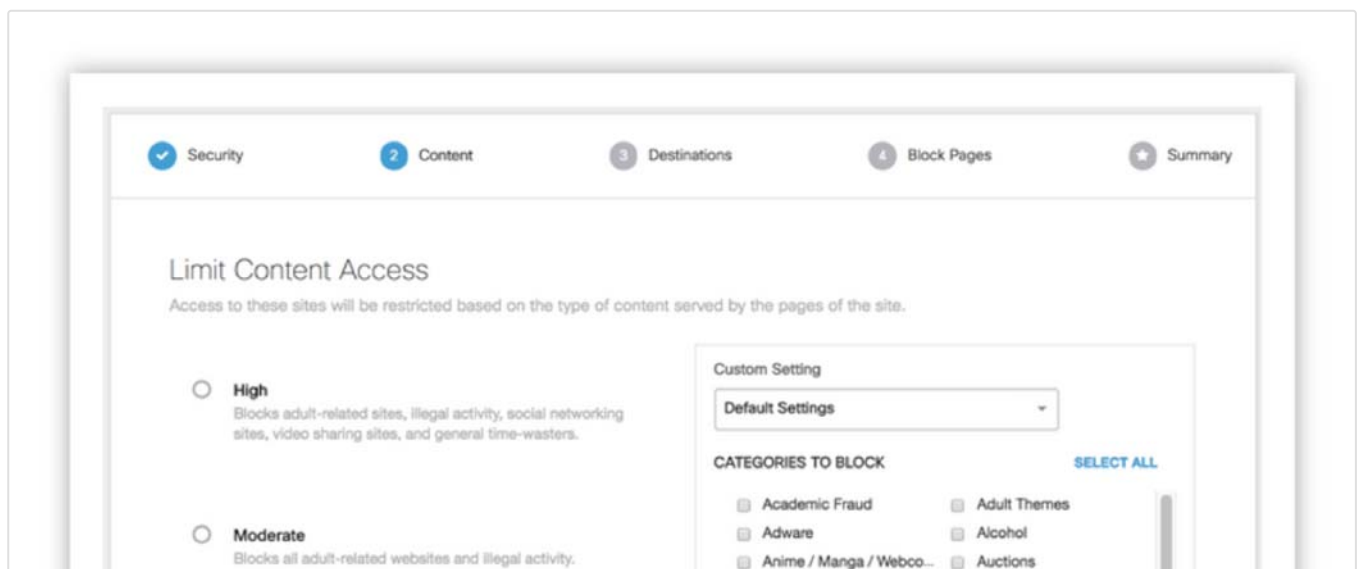 Security
2 Content
3 Destinations
4 Block Pages
Summary
Limit Content Access
Access to these sites will be restricted based on the type of content served by the pages of the site.
High
Blocks adult-related sites, illegal activity, social networking
sites, video sharing sites, and general time-wasters.
Moderate
Blocks all adult-related websites and illegal activity.
Custom Setting
Default Settings
CATEGORIES TO BLOCK
SELECT ALL
Academic Fraud
Adult Themes
Adware
Alcohol
Anime / Manga / Webco...
Auctions